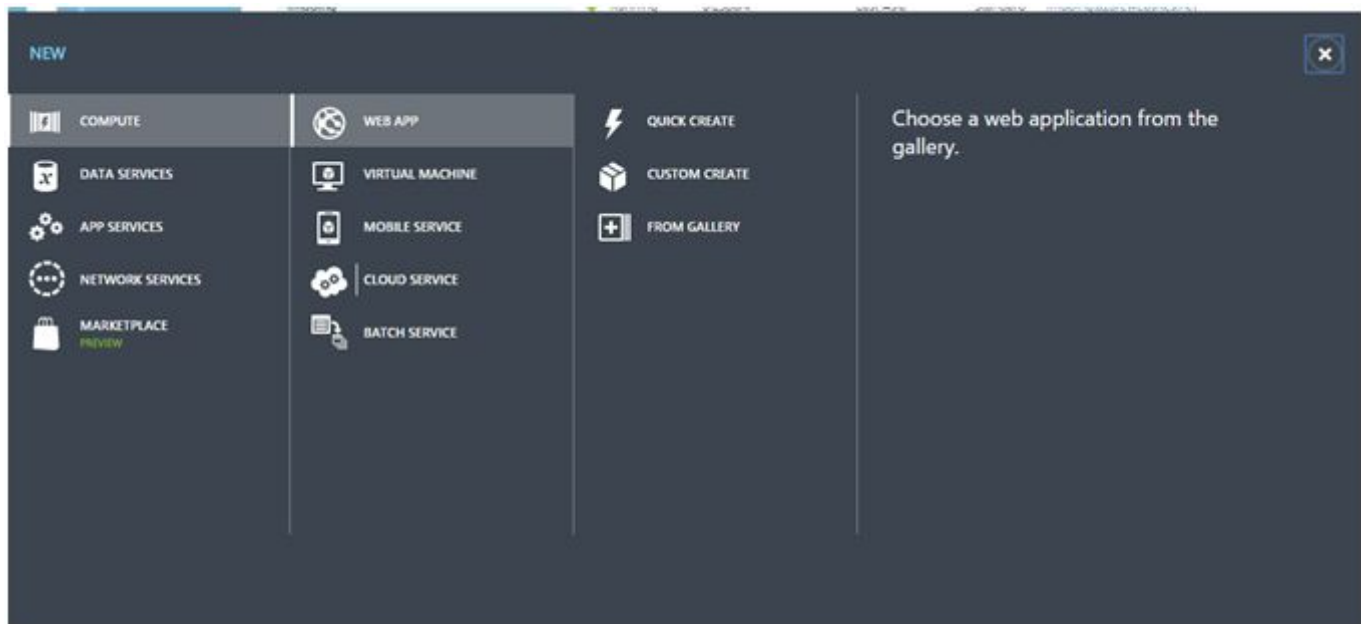 NEW
COMPUTE
DATA SERVICES
APP SERVICES
NETWORK SERVICES
MARKETPLACE
PREVIEW
WEB APP
VIRTUAL MACHINE
MOBILE SERVICE
CLOUD SERVICE
BATCH SERVICE
QUICK CREATE
CUSTOM CREATE
FROM GALLERY
Choose a web application from the
gallery.